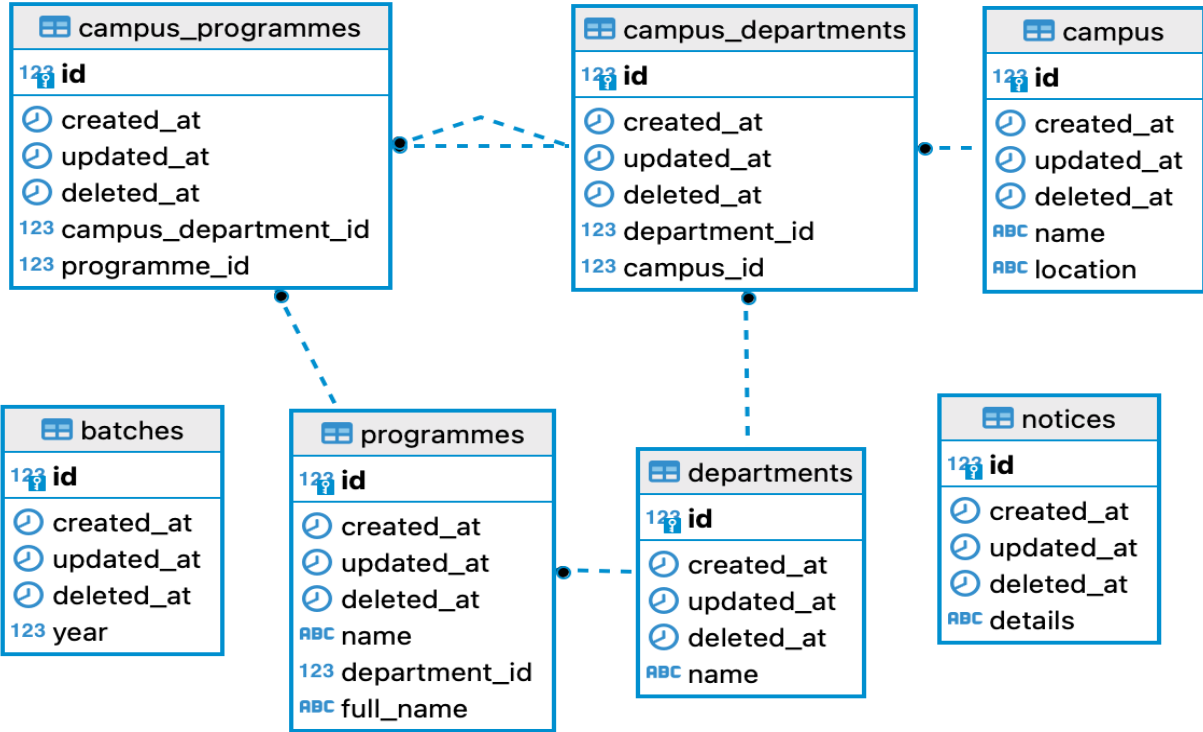 campus_programmes
123 id
created_at
updated_at
deleted_at
123 campus_department_id
123 programme_id
campus_departments
123 id
created_at
updated_at
deleted_at
123 department_id
123 campus_id
campus
123 id
created_at
updated_at
deleted_at
ABC name
ABC location
batches
123 id
created_at
updated_at
deleted_at
123 year
programmes
123 id
created_at
updated_at
deleted_at
ABC name
123 department_id
ABC full_name
departments
123 id
created_at
updated_at
deleted_at
ABC name
notices
123 id
created_at
updated_at
deleted_at
ABC details